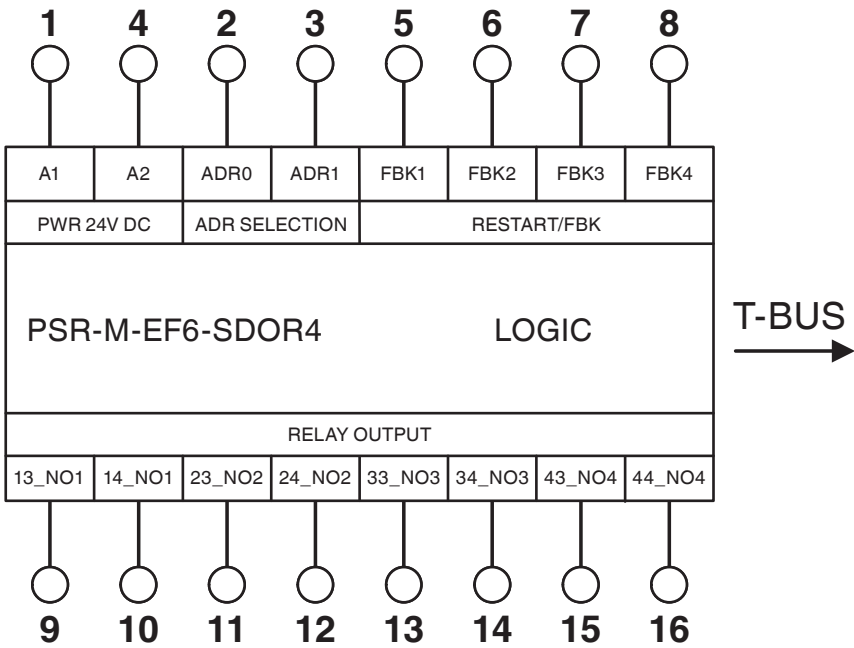 1 4 2 3 5 6 7 8
A1 A2 ADR0 ADR1 FBK1 FBK2 FBK3 FBK4
PWR 24V DC ADR SELECTION RESTART/FBK
PSR-M-EF6-SDOR4 LOGIC
T-BUS
RELAY OUTPUT
13_NO1 14_NO1 23_NO2 24_NO2 33_NO3 34_NO3 43_NO4 44_NO4
9 10 11 12 13 14 15 16